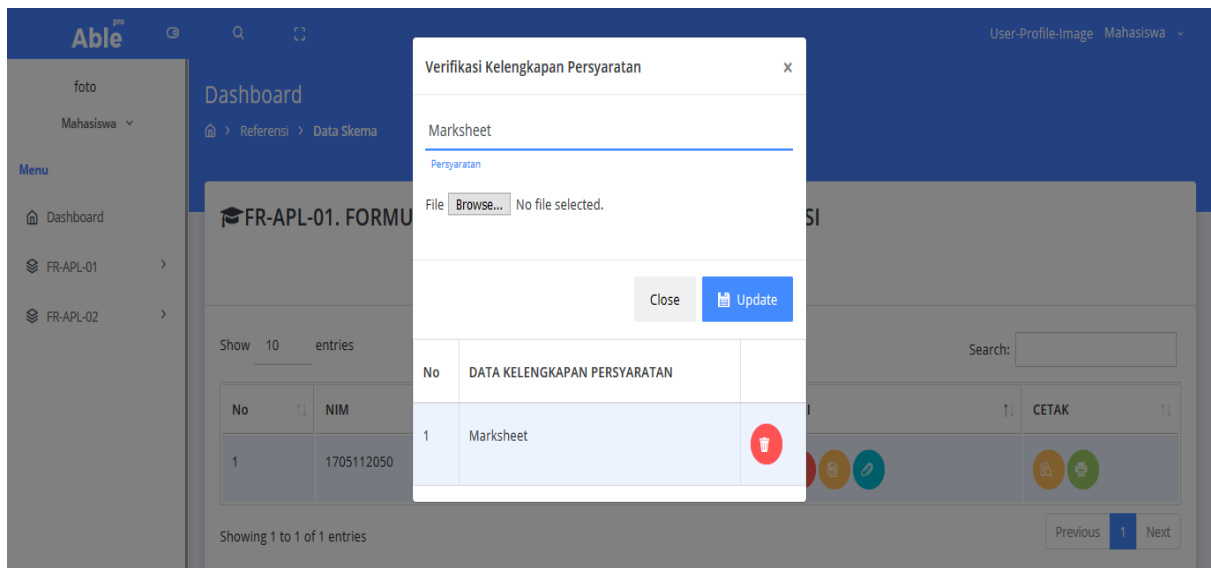 Able pro
User-Profile-Image Mahasiswa
foto
Mahasiswa
Menu
Dashboard
FR-APL-01
FR-APL-02
Dashboard
Referensi > Data Skema
FR-APL-01. FORMU
SI
Show 10 entries
Search:
No NIM I CETAK
1 1705112050
Showing 1 to 1 of 1 entries
Previous 1 Next
Verifikasi Kelengkapan Persyaratan ×
Marksheet
Persyaratan
File Browse... No file selected.
Close Update
No DATA KELENGKAPAN PERSYARATAN
1 Marksheet